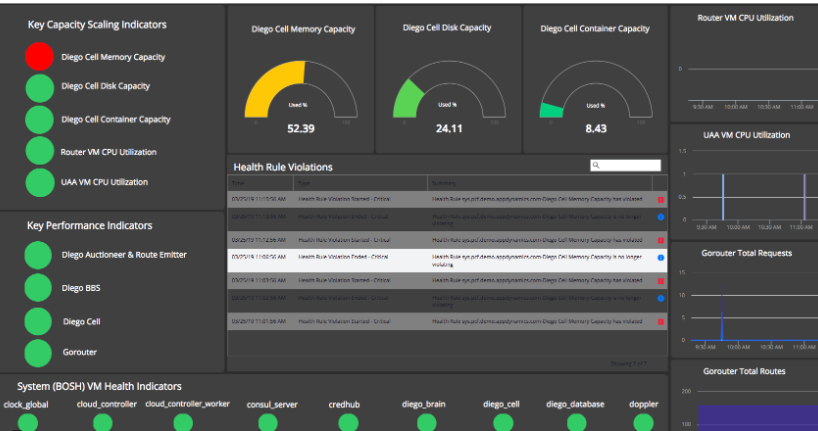 Key Capacity Scaling Indicators
Diego Cell Memory Capacity
Diego Cell Disk Capacity
Diego Cell Container Capacity
Router VM CPU Utilization
UAA VM CPU Utilization
Key Performance Indicators
Diego Auctioneer & Route Emitter
Diego BBS
Diego Cell
Gorouter
Diego Cell Memory Capacity
Used %
52.39
Diego Cell Disk Capacity
Used %
24.11
Diego Cell Container Capacity
Used %
8.43
Health Rule Violations
Time Type Summary
03/25/19 11:17:56 AM Health Rule Violation Started - Critical Health Rule sys.pcf.demo.appdynamics.com-Diego Cell Memory Capacity has violated
Health Rule Violation Ended - Critical Health Rule sys.pcf.demo.appdynamics.com-Diego Cell Memory Capacity is no longer
violating
03/25/19 11:12:56 AM Health Rule Violation Started - Critical Health Rule sys.pcf.demo.appdynamics.com-Diego Cell Memory Capacity has violated
03/25/19 11:00:56 AM Health Rule Violation Ended - Critical Health Rule sys.pcf.demo.appdynamics.com-Diego Cell Memory Capacity is no longer
violating
Health Rule Violation Started - Critical Health Rule sys.pcf.demo.appdynamics.com-Diego Cell Memory Capacity has violated
Health Rule Violation Ended - Critical Health Rule sys.pcf.demo.appdynamics.com-Diego Cell Memory Capacity is no longer
violating
Health Rule Violation Started - Critical Health Rule sys.pcf.demo.appdynamics.com-Diego Cell Memory Capacity has violated
Router VM CPU Utilization
0
9:30 AM 10:00 AM 10:30 AM 11:00 AM
UAA VM CPU Utilization
1.5
1
0.5
0
9:30 AM 10:00 AM 10:30 AM 11:00 AM
Gorouter Total Requests
15
10
5
0
9:30 AM 10:00 AM 10:30 AM 11:00 AM
Gorouter Total Routes
200
100
System (BOSH) VM Health Indicators
clock_global cloud_controller cloud_controller_worker consul_server credhub diego_brain diego_cell diego_database doppler